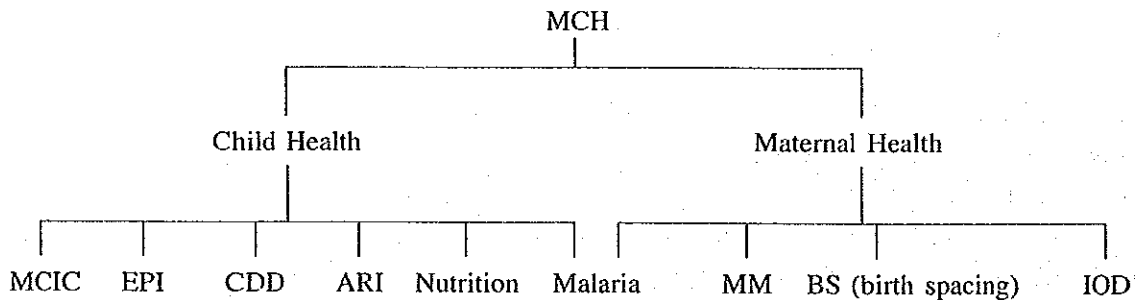 MCH
Child Health Maternal Health
MCIC EPI CDD ARI Nutrition Malaria MM BS (birth spacing) IOD